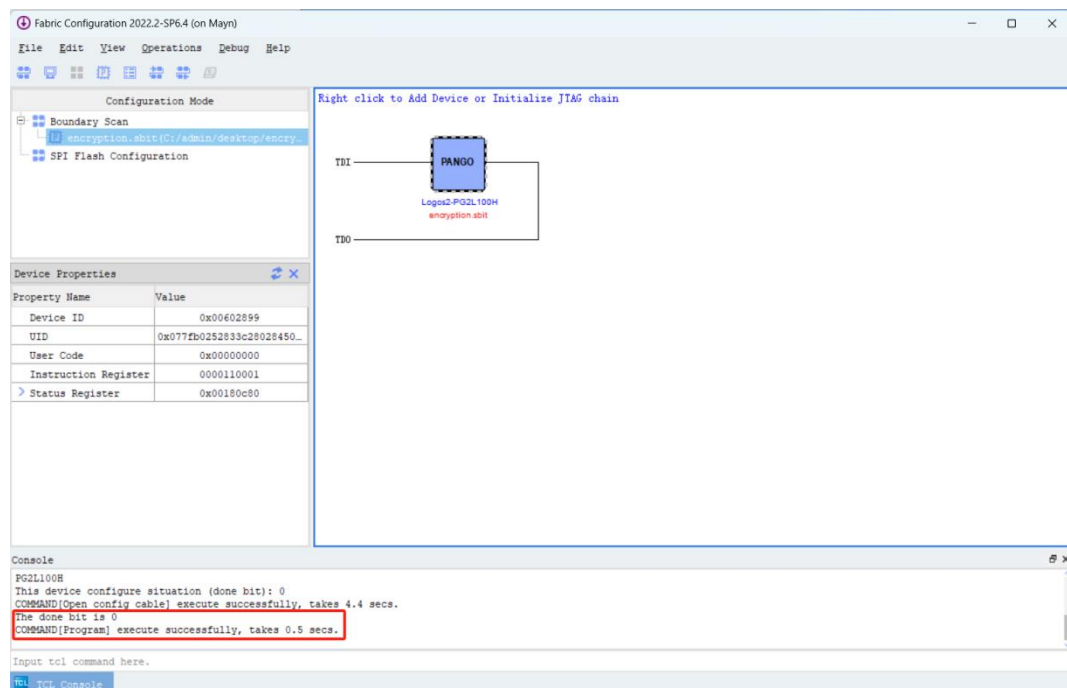 Fabric Configuration 2022.2-SP6.4 (on Mayn)
File Edit View Operations Debug Help
Configuration Mode
Boundary Scan
encryption.sbit(C:/admin/desktop/encry...
SPI Flash Configuration
Right click to Add Device or Initialize JTAG chain
TDI
PANGO
Logos2-PG2L100H
encryption.sbit
TDO
Device Properties
Property Name Value
Device ID 0x00602899
UID 0x077fb0252833c28028450...
User Code 0x00000000
Instruction Register 0000110001
Status Register 0x00180c80
Console
PG2L100H
This device configure situation (done bit): 0
COMMAND[Open config cable] execute successfully, takes 4.4 secs.
The done bit is 0
COMMAND[Program] execute successfully, takes 0.5 secs.
Input tcl command here.
TCL TCL Console